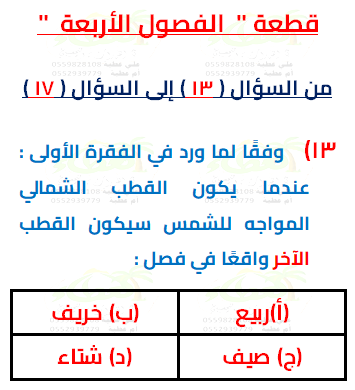 قطعة " الفصول الأربعة "
من السؤال ( ١٣ ) إلى السؤال ( ١٧ )
١٣) وفقًا لما ورد في الفقرة الأولى :
عندما يكون القطب الشمالي
المواجه للشمس سيكون القطب
الآخر واقعًا في فصل :
(أ)ربيع (ب) خريف
(ج) صيف (د) شتاء